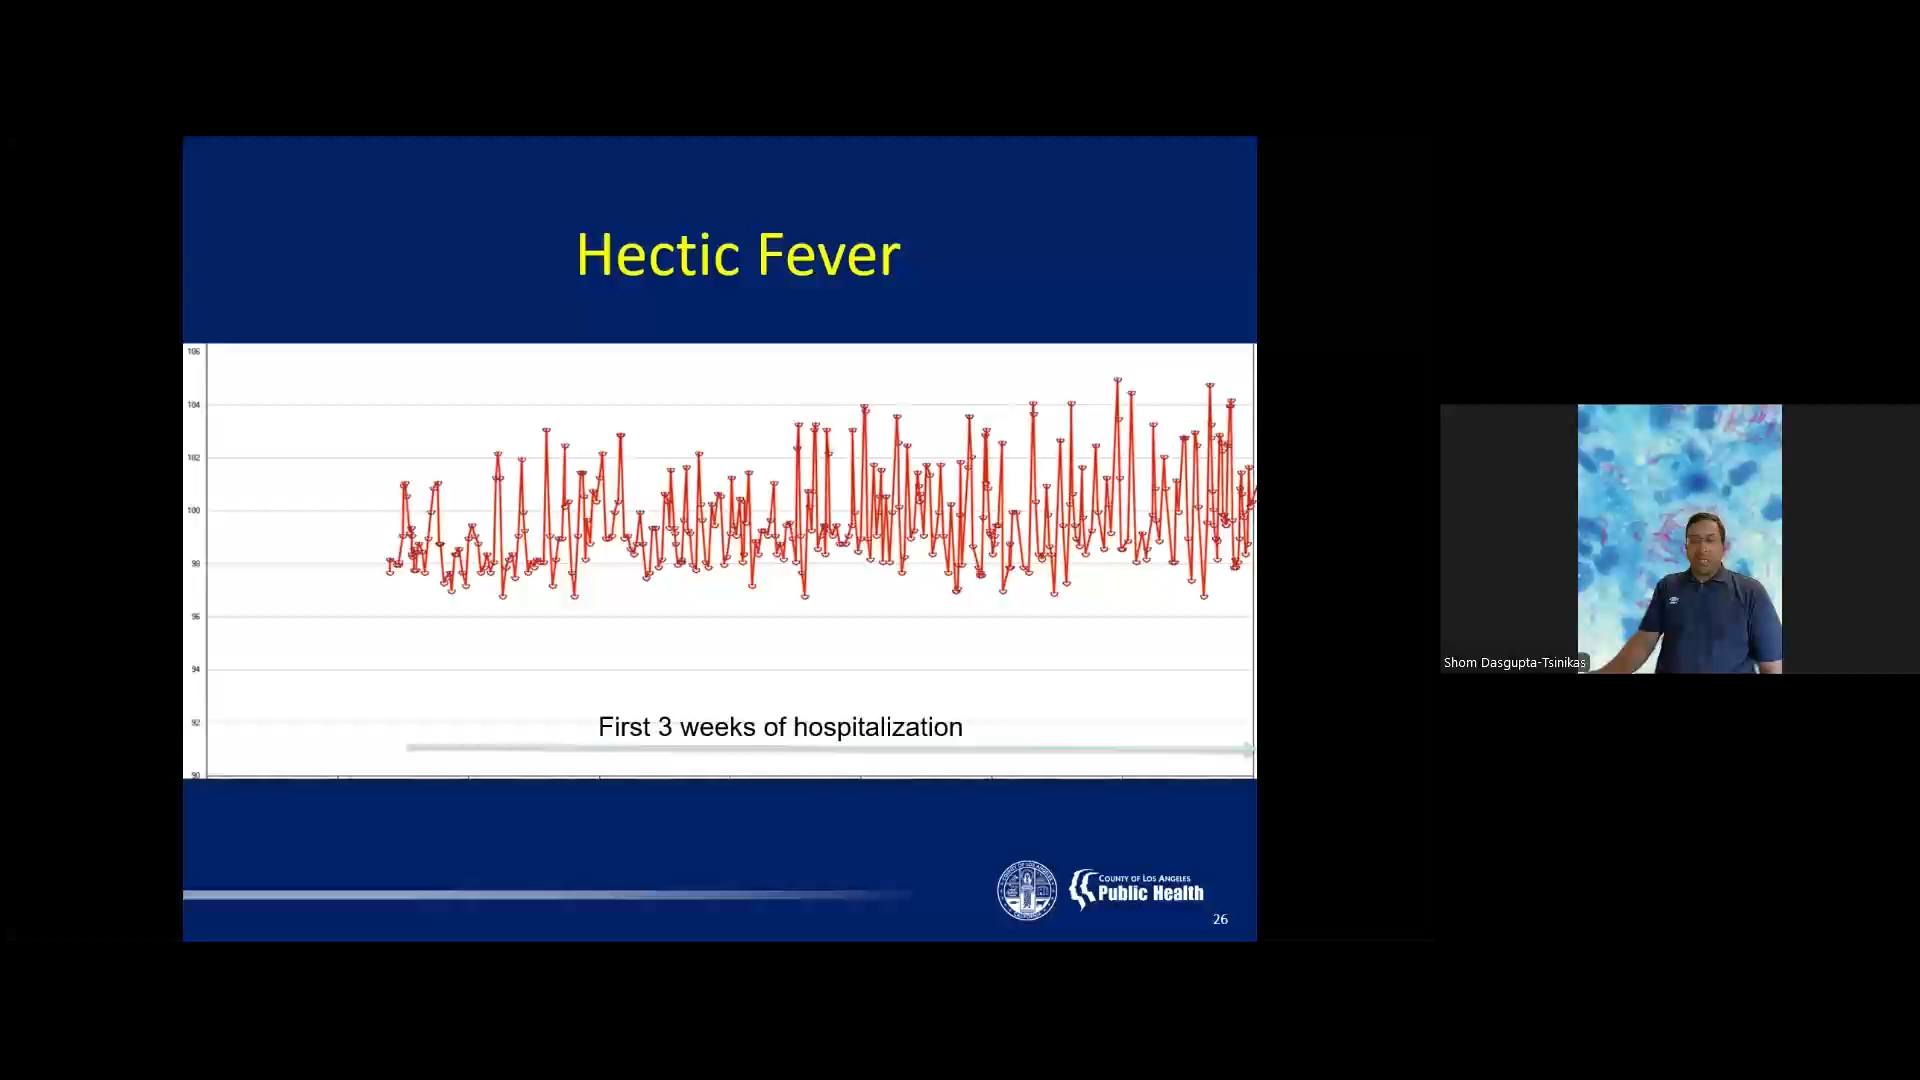 Hectic Fever
106
104
102
100
98
96
94
92
90
First 3 weeks of hospitalization
COUNTY OF LOS ANGELES
Public Health
26
Shom Dasgupta-Tsinikas